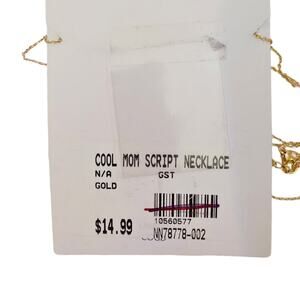 COOL MOM SCRIPT NECKLACE
N/A GST
GOLD
10560577
$14.99 NN78778-002